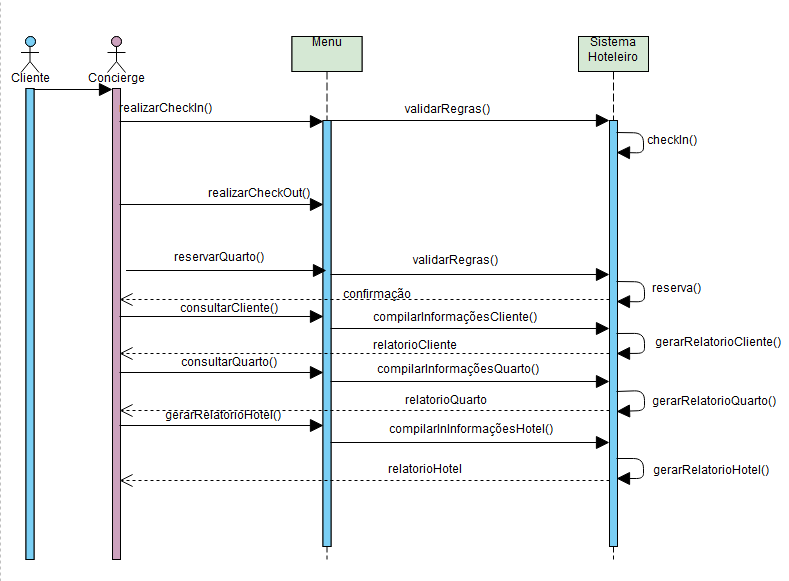 Menu
Sistema
Hoteleiro
Cliente
Concierge
realizarCheckIn()
validarRegras()
checkIn()
realizarCheckOut()
reservarQuarto()
validarRegras()
reserva()
confirmação
consultarCliente()
compilarInformaçõesCliente()
gerarRelatorioCliente()
relatorioCliente
consultarQuarto()
compilarInformaçõesQuarto()
relatorioQuarto
gerarRelatorioQuarto()
gerarRelatorioHotel()
compilarInInformaçõesHotel()
relatorioHotel
gerarRelatorioHotel()